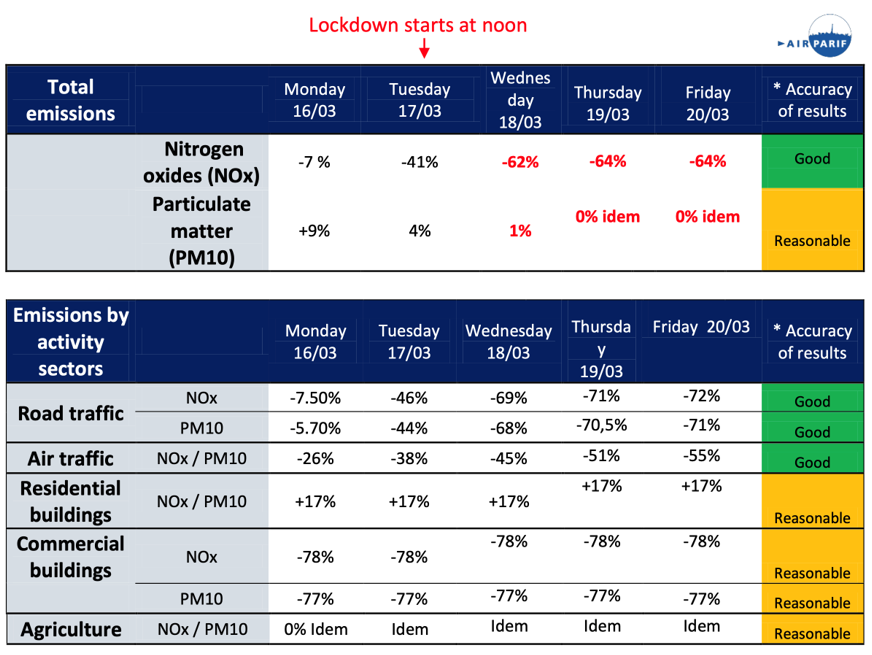 Lockdown starts at noon
AIRPARIF
Total emissions | | Monday 16/03 | Tuesday 17/03 | Wednes day 18/03 | Thursday 19/03 | Friday 20/03 | * Accuracy of results
Nitrogen oxides (NOx) | -7 % | -41% | -62% | -64% | -64% | Good
Particulate matter (PM10) | +9% | 4% | 1% | 0% idem | 0% idem | Reasonable
Emissions by activity sectors | | Monday 16/03 | Tuesday 17/03 | Wednesday 18/03 | Thursda y 19/03 | Friday 20/03 | * Accuracy of results
Road traffic | NOx | -7.50% | -46% | -69% | -71% | -72% | Good
PM10 | -5.70% | -44% | -68% | -70,5% | -71% | Good
Air traffic | NOx / PM10 | -26% | -38% | -45% | -51% | -55% | Good
Residential buildings | NOx / PM10 | +17% | +17% | +17% | +17% | +17% | Reasonable
Commercial buildings | NOx | -78% | -78% | -78% | -78% | -78% | Reasonable
PM10 | -77% | -77% | -77% | -77% | -77% | Reasonable
Agriculture | NOx / PM10 | 0% Idem | Idem | Idem | Idem | Idem | Reasonable